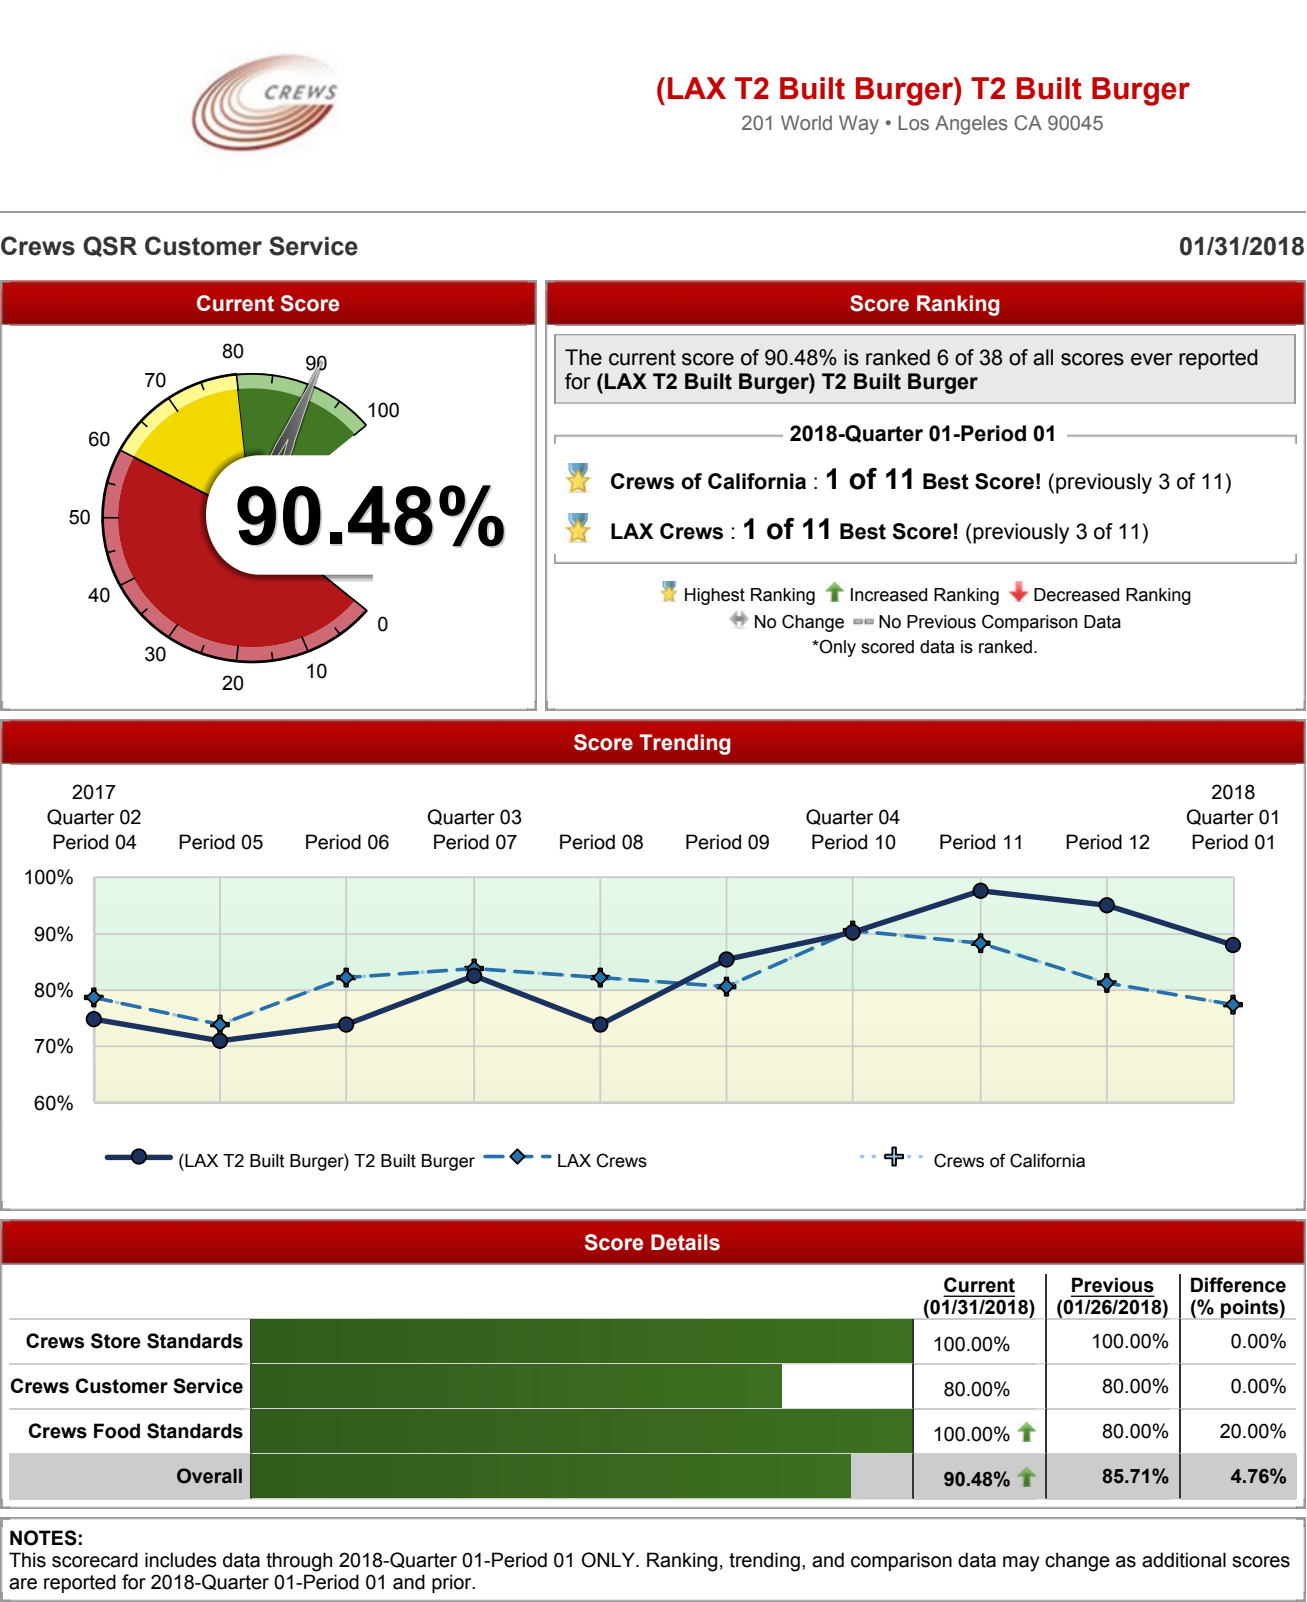 CREWS
(LAX T2 Built Burger) T2 Built Burger
201 World Way • Los Angeles CA 90045
Crews QSR Customer Service
01/31/2018
Current Score
80
90
70
100
60
50
90.48%
40
0
30
10
20
Score Ranking
The current score of 90.48% is ranked 6 of 38 of all scores ever reported
for (LAX T2 Built Burger) T2 Built Burger
2018-Quarter 01-Period 01
Crews of California : 1 of 11 Best Score! (previously 3 of 11)
LAX Crews : 1 of 11 Best Score! (previously 3 of 11)
Highest Ranking Increased Ranking Decreased Ranking
No Change No Previous Comparison Data
*Only scored data is ranked.
Score Trending
2017 2018
Quarter 02 Quarter 03 Quarter 04 Quarter 01
Period 04 Period 05 Period 06 Period 07 Period 08 Period 09 Period 10 Period 11 Period 12 Period 01
100%
90%
80%
70%
60%
(LAX T2 Built Burger) T2 Built Burger LAX Crews Crews of California
Score Details
Current Previous Difference
(01/31/2018) (01/26/2018) (% points)
Crews Store Standards 100.00% 100.00% 0.00%
Crews Customer Service 80.00% 80.00% 0.00%
Crews Food Standards 100.00% 80.00% 20.00%
Overall 90.48% 85.71% 4.76%
NOTES:
This scorecard includes data through 2018-Quarter 01-Period 01 ONLY. Ranking, trending, and comparison data may change as additional scores
are reported for 2018-Quarter 01-Period 01 and prior.